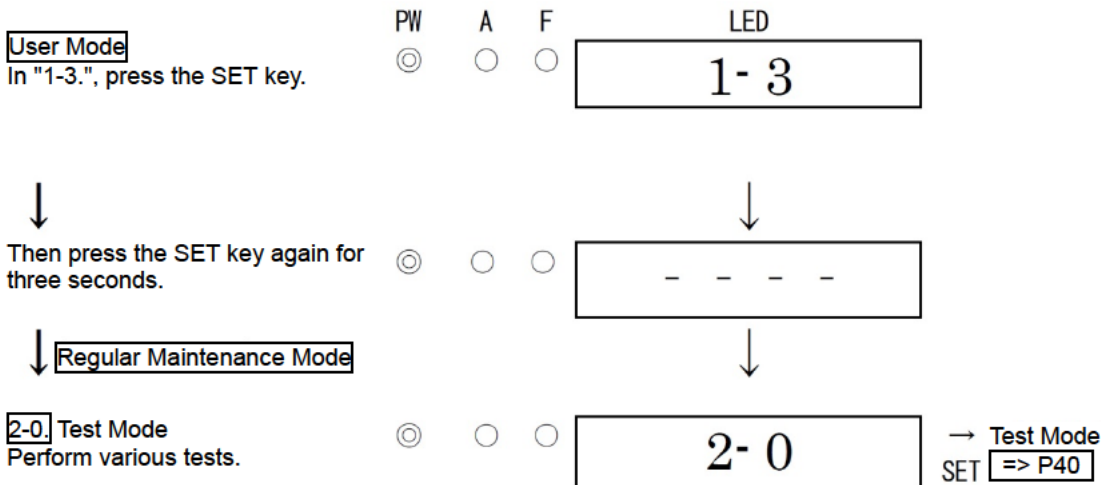 PW A F LED
User Mode
In "1-3.", press the SET key.
1- 3
Then press the SET key again for
three seconds.
- - - -
Regular Maintenance Mode
2-0. Test Mode
Perform various tests.
2- 0
→ Test Mode
SET => P40